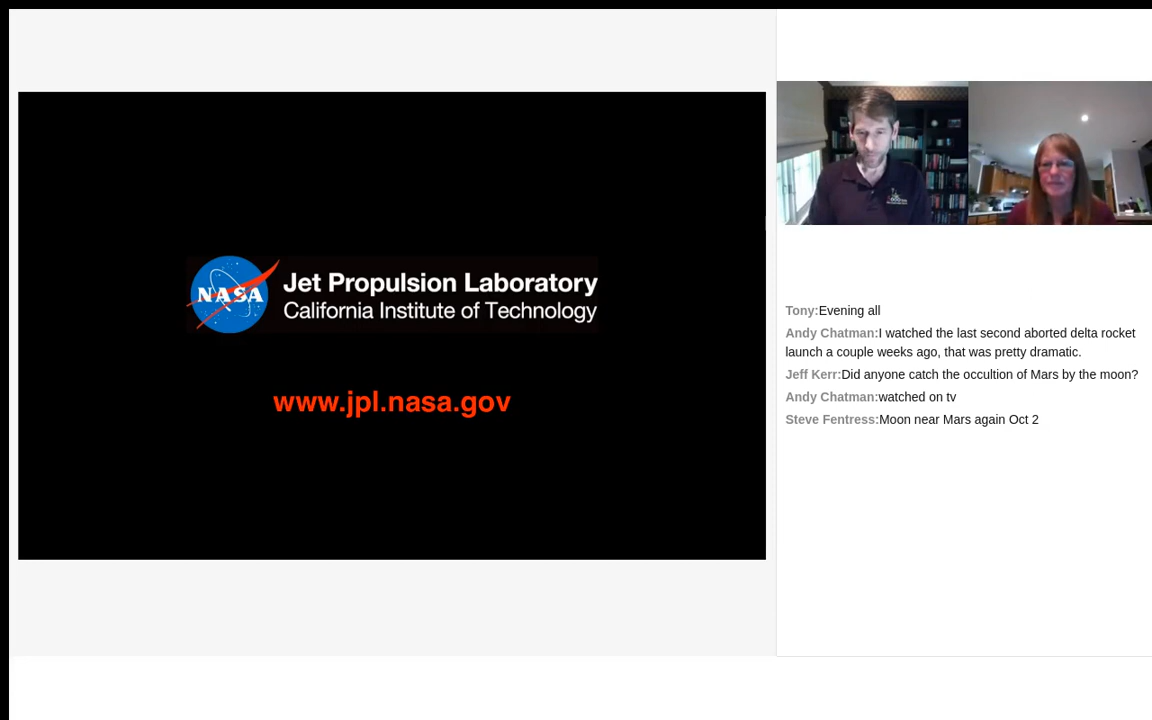 NASA
Jet Propulsion Laboratory
California Institute of Technology
www.jpl.nasa.gov
Tony:Evening all
Andy Chatman:I watched the last second aborted delta rocket
launch a couple weeks ago, that was pretty dramatic.
Jeff Kerr:Did anyone catch the occultion of Mars by the moon?
Andy Chatman:watched on tv
Steve Fentress:Moon near Mars again Oct 2